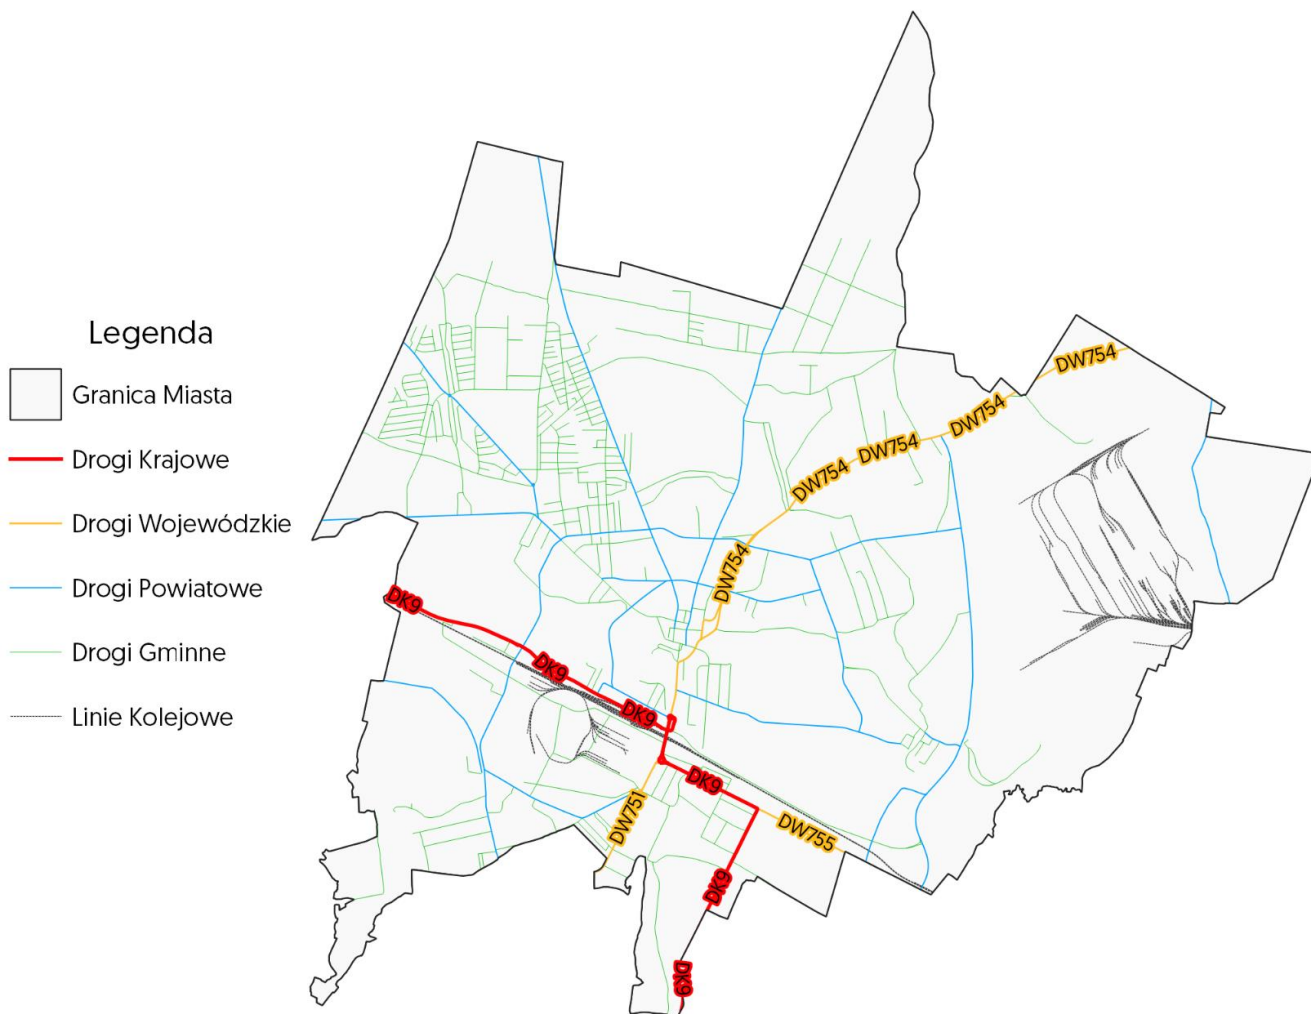 Legenda
Granica Miasta
Drogi Krajowe
Drogi Wojewódzkie
Drogi Powiatowe
Drogi Gminne
Linie Kolejowe
DW754
DW754
DW754
DW754
DW754
DK9
DK9
DK9
DK9
DW751
DW755
DK9
DK9